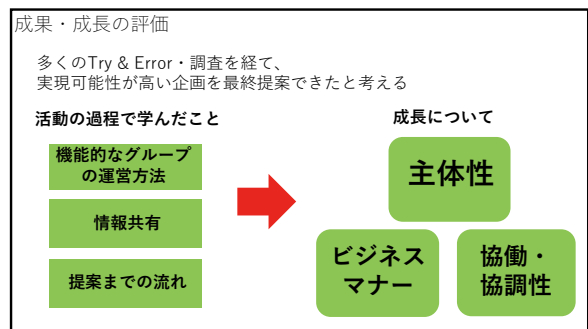 成果・成長の評価
多くのTry & Error・調査を経て、
実現可能性が高い企画を最終提案できたと考える
活動の過程で学んだこと
機能的なグループ
の運営方法
情報共有
提案までの流れ
成長について
主体性
ビジネス
マナー
協働・
協調性